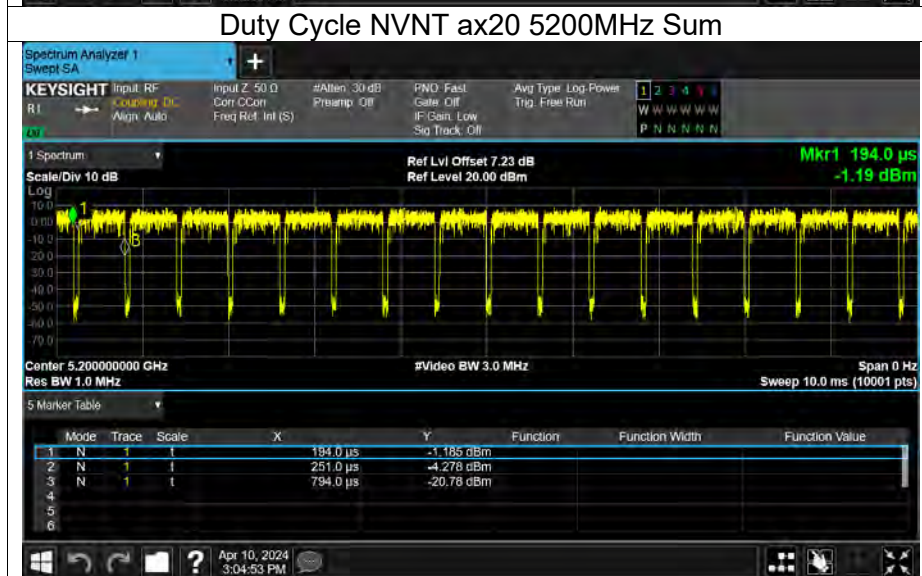 Duty Cycle NVNT ax20 5200MHz Sum
Spectrum Analyzer 1
Swept SA
+
KEYSIGHT Input: RF Input Z: 50 Ω #Atten: 30 dB PNO: Fast Avg Type: Log-Power 1 2 3 4 5 6
Coupling: DC Corr CCorr Preamp: Off Gate: Off Trig: Free Run W W W W W W
Align: Auto Freq Ref: Int (S) IF Gain: Low
Sig Track: Off P N N N N N
1 Spectrum
Ref Lvl Offset 7.23 dB Mkr1 194.0 µs
Scale/Div 10 dB Ref Level 20.00 dBm -1.19 dBm
Log
10.0
0.00
-10.0
-20.0
-30.0
-40.0
-50.0
-60.0
-70.0
Center 5.200000000 GHz #Video BW 3.0 MHz Span 0 Hz
Res BW 1.0 MHz Sweep 10.0 ms (10001 pts)
5 Marker Table
Mode Trace Scale X Y Function Function Width Function Value
1 N 1 t 194.0 µs -1.185 dBm
2 N 1 t 251.0 µs -4.278 dBm
3 N 1 t 794.0 µs -20.78 dBm
4
5
6
?
Apr 10, 2024
3:04:53 PM